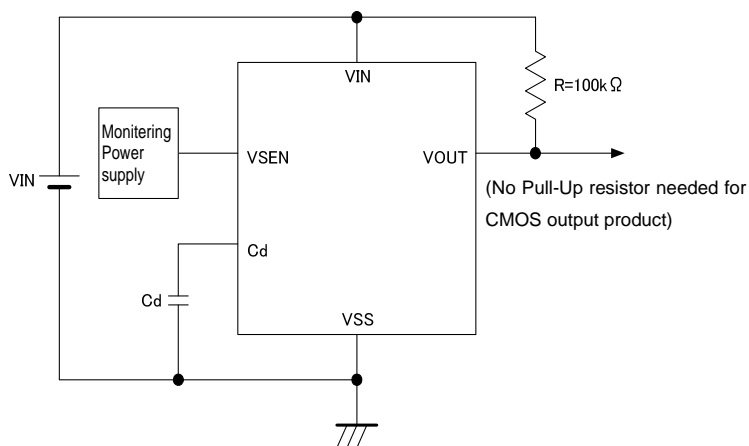 VIN
R=100kΩ
Monitering
Power
supply
VSEN
VOUT
VIN
(No Pull-Up resistor needed for
CMOS output product)
Cd
Cd
VSS